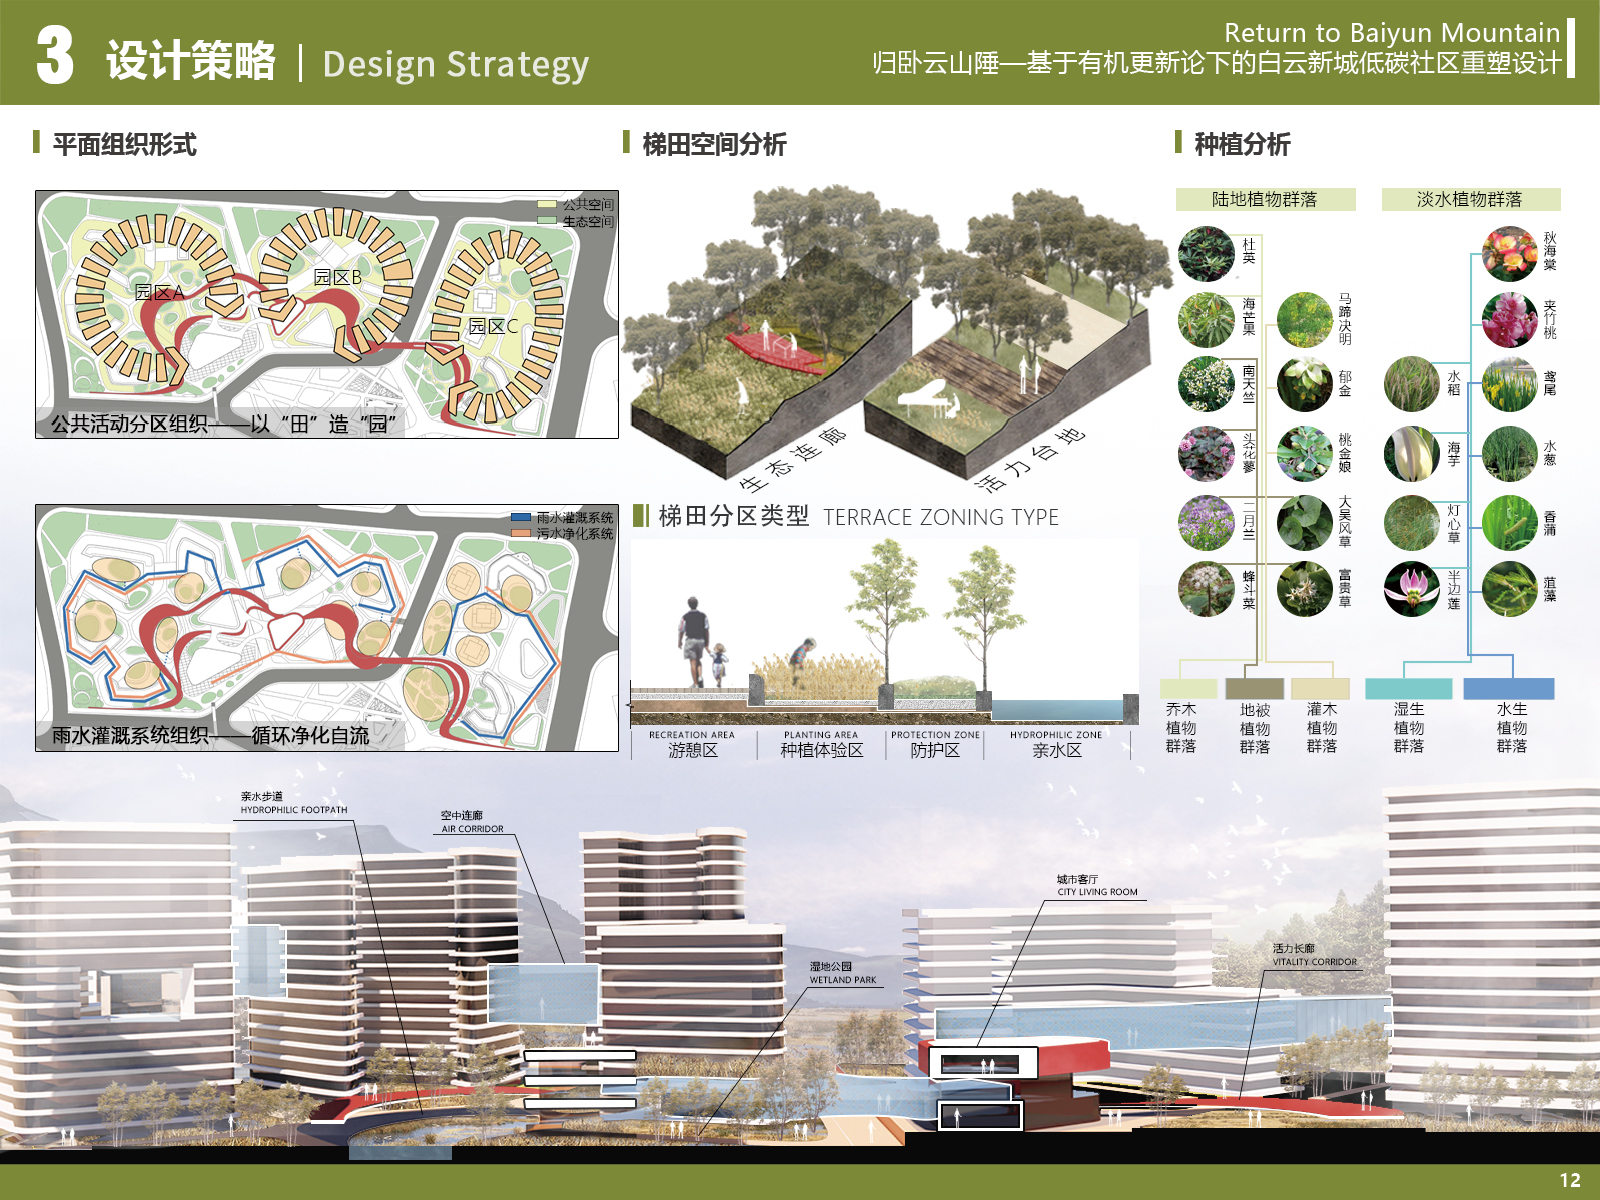 3 设计策略 | Design Strategy
Return to Baiyun Mountain
归卧云山陲—基于有机更新论下的白云新城低碳社区重塑设计
平面组织形式
公共空间
生态空间
园区A
园区B
园区C
公共活动分区组织——以“田”造“园”
雨水灌溉系统
污水净化系统
雨水灌溉系统组织——循环净化自流
梯田空间分析
生态连廊
活力台地
梯田分区类型 TERRACE ZONING TYPE
RECREATION AREA
游憩区
PLANTING AREA
种植体验区
PROTECTION ZONE
防护区
HYDROPHILIC ZONE
亲水区
种植分析
陆地植物群落
淡水植物群落
杜英
海芒果
南天竺
头花蓼
二月兰
蜂斗菜
马蹄决明
郁金
桃金娘
大吴风草
富贵草
水稻
海芋
灯心草
半边莲
秋海棠
夹竹桃
鸢尾
水葱
香蒲
菹藻
乔木植物群落
地被植物群落
灌木植物群落
湿生植物群落
水生植物群落
亲水步道
HYDROPHILIC FOOTPATH
空中连廊
AIR CORRIDOR
湿地公园
WETLAND PARK
城市客厅
CITY LIVING ROOM
活力长廊
VITALITY CORRIDOR
12